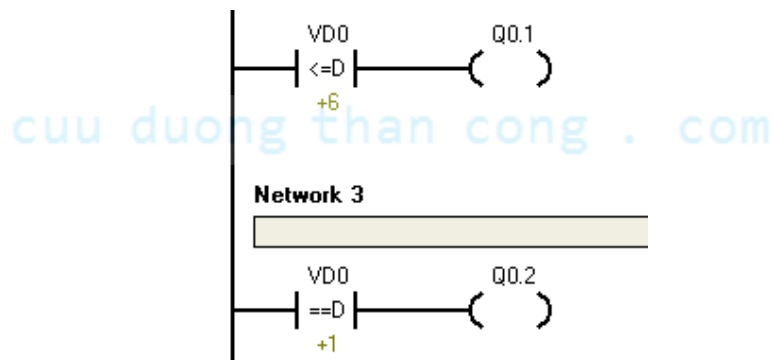 VD0 Q0.1
<=D
+6
cuu duong than cong . com
Network 3
VD0 Q0.2
==D
+1